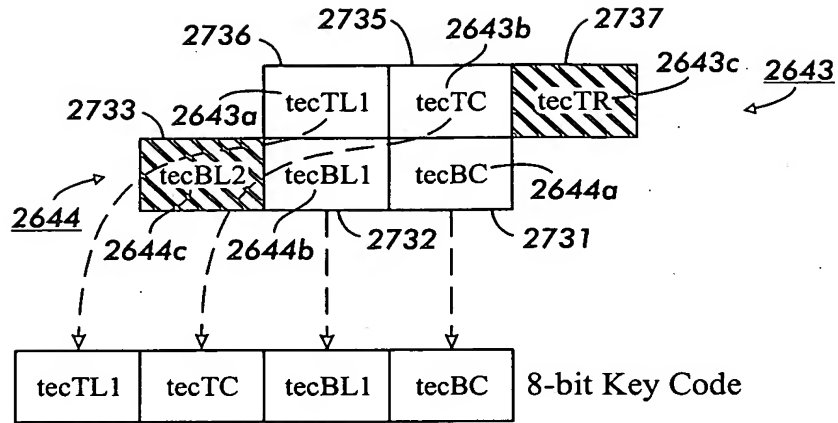 2736 2735 2643b 2737
2733 2643a tecTL1 tecTC tecTR 2643c 2643
tecBL2 tecBL1 tecBC
2644 2644c 2644b 2732 2644a 2731
tecTL1 tecTC tecBL1 tecBC 8-bit Key Code